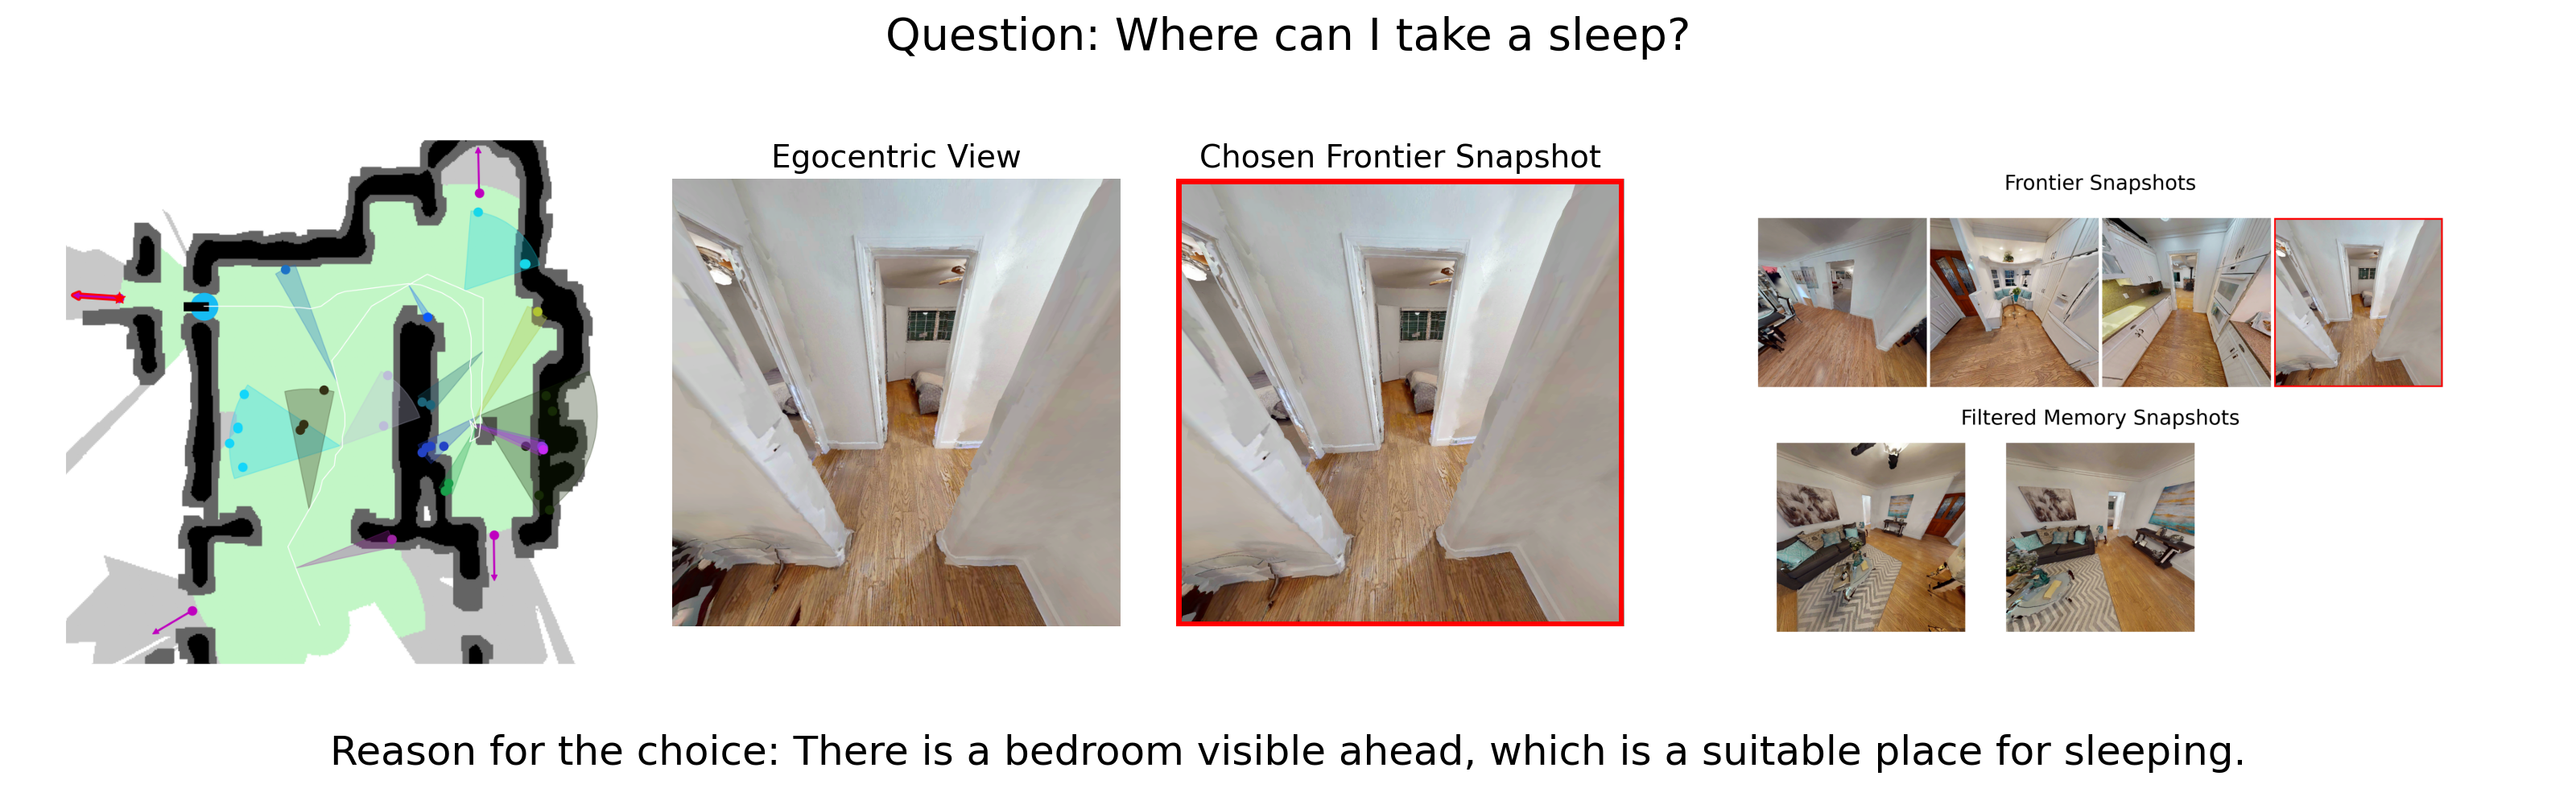 Question: Where can I take a sleep?
Egocentric View
Chosen Frontier Snapshot
Frontier Snapshots
Filtered Memory Snapshots
Reason for the choice: There is a bedroom visible ahead, which is a suitable place for sleeping.